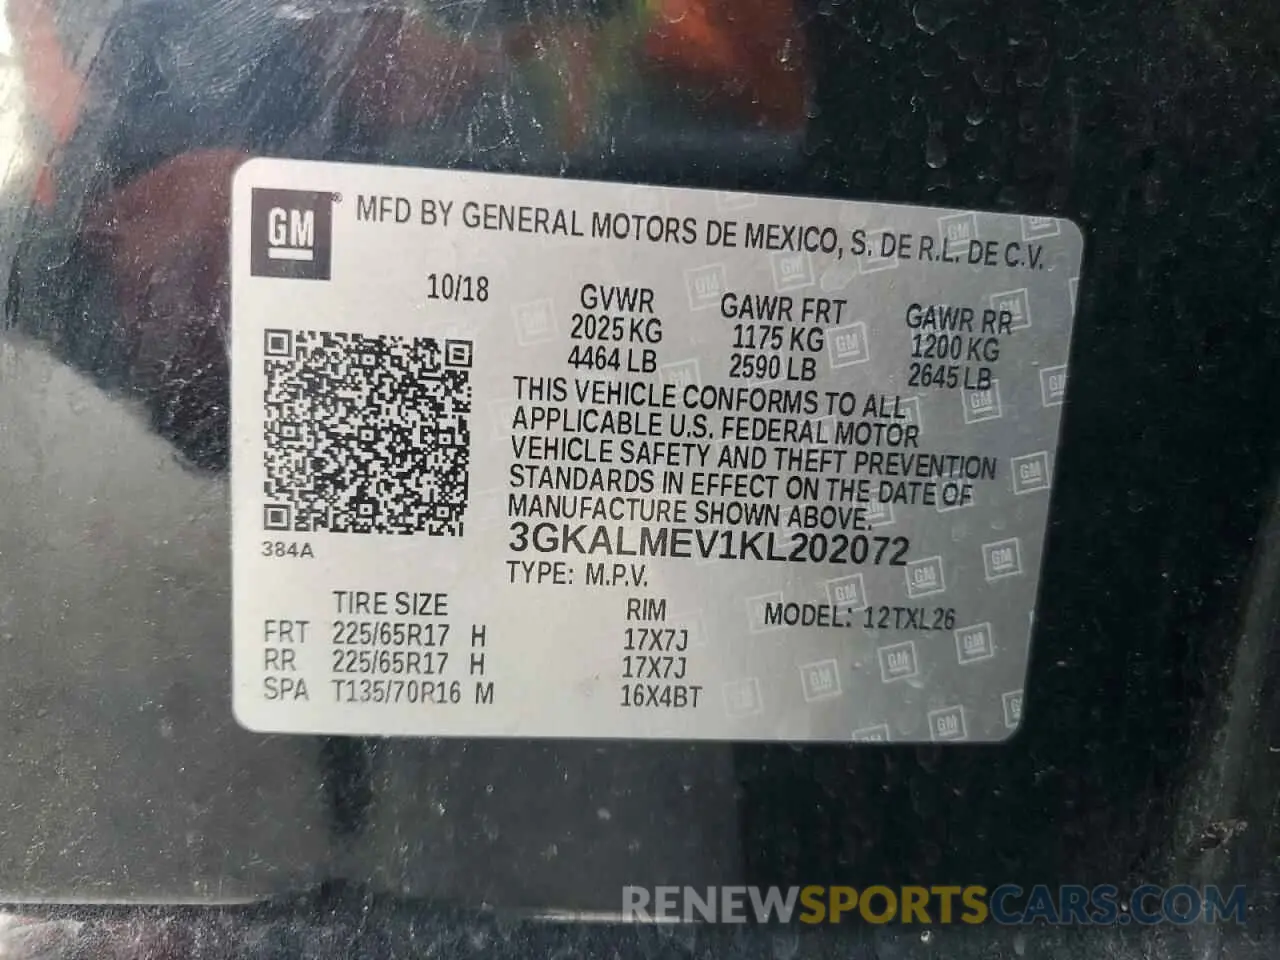 GM® MFD BY GENERAL MOTORS DE MEXICO, S. DE R.L. DE C.V.
10/18
GVWR GAWR FRT GAWR RR
2025 KG 1175 KG 1200 KG
4464 LB 2590 LB 2645 LB
THIS VEHICLE CONFORMS TO ALL
APPLICABLE U.S. FEDERAL MOTOR
VEHICLE SAFETY AND THEFT PREVENTION
STANDARDS IN EFFECT ON THE DATE OF
MANUFACTURE SHOWN ABOVE.
384A
3GKALMEV1KL202072
TYPE: M.P.V.
TIRE SIZE RIM MODEL: 12TXL26
FRT 225/65R17 H 17X7J
RR 225/65R17 H 17X7J
SPA T135/70R16 M 16X4BT
RENEWSPORTSCARS.COM